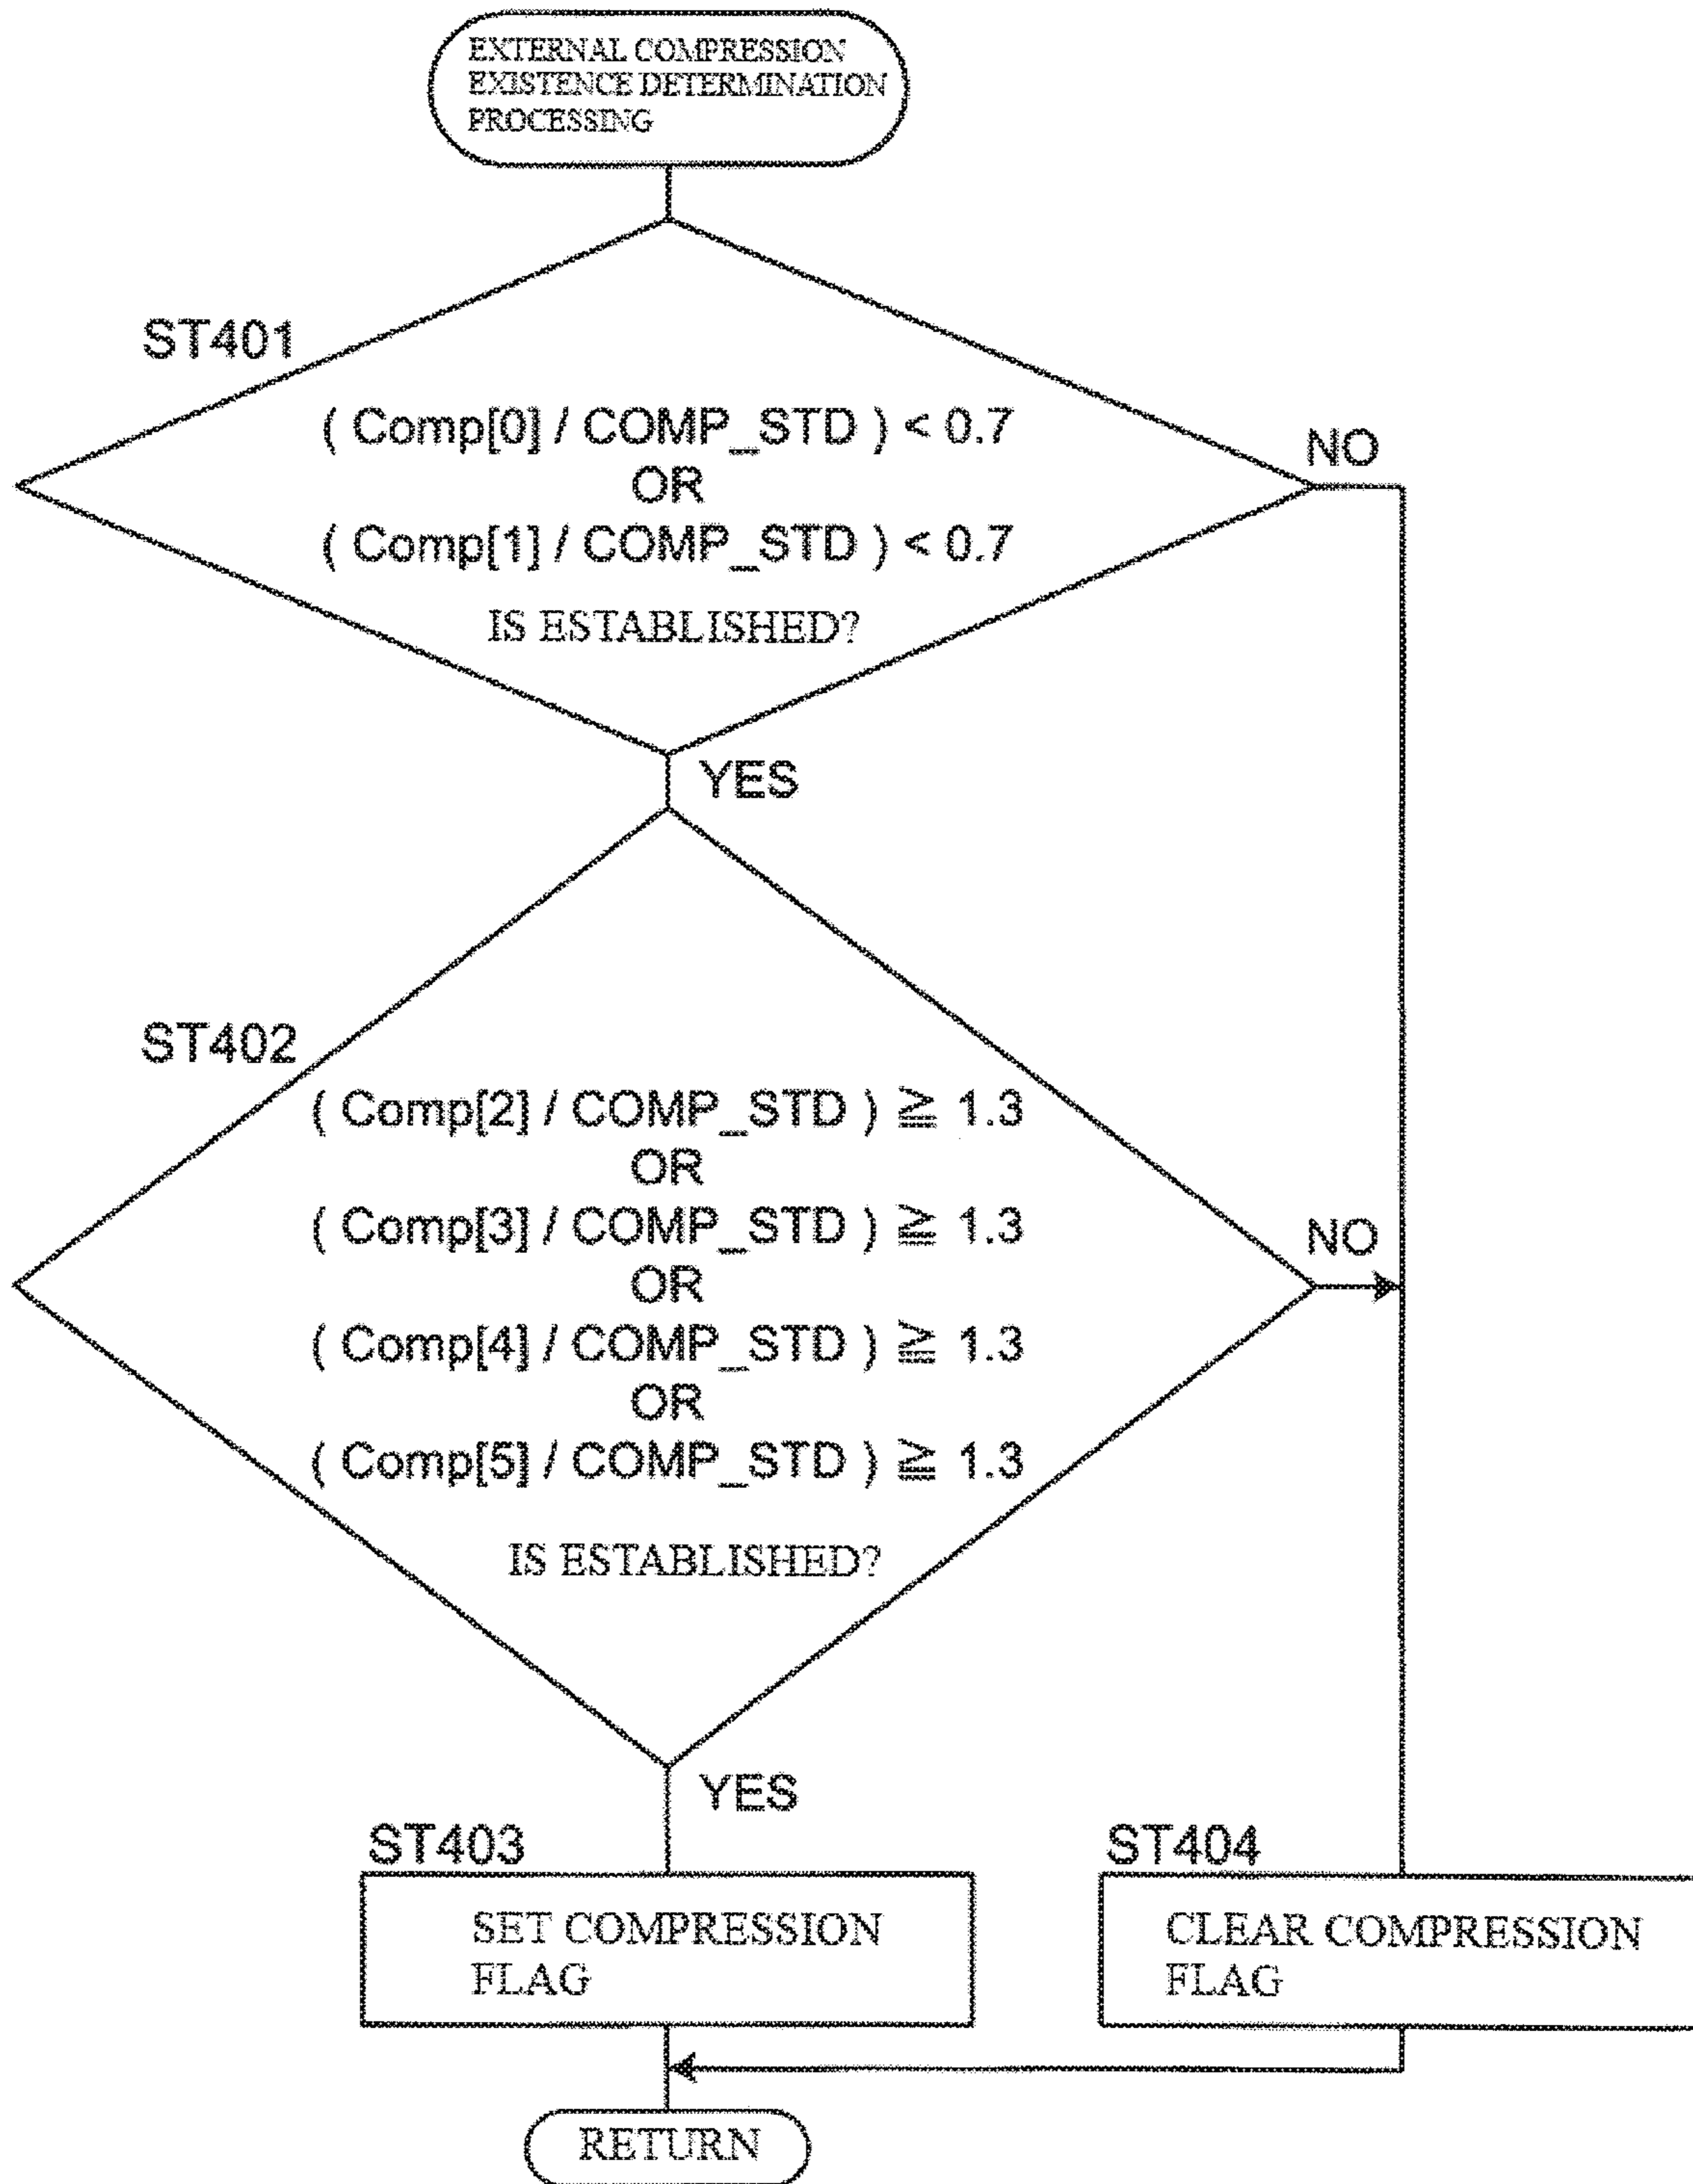 EXTERNAL COMPRESSION
EXISTENCE DETERMINATION
PROCESSING
ST401
( Comp[0] / COMP_STD ) < 0.7
OR
( Comp[1] / COMP_STD ) < 0.7
IS ESTABLISHED?
NO
YES
ST402
( Comp[2] / COMP_STD ) ≧ 1.3
OR
( Comp[3] / COMP_STD ) ≧ 1.3
OR
( Comp[4] / COMP_STD ) ≧ 1.3
OR
( Comp[5] / COMP_STD ) ≧ 1.3
IS ESTABLISHED?
NO
YES
ST403
SET COMPRESSION
FLAG
ST404
CLEAR COMPRESSION
FLAG
RETURN